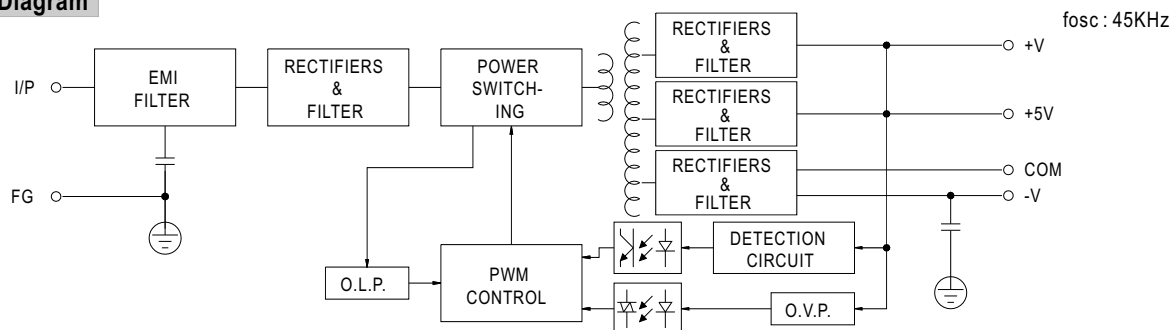 Diagram
fosc : 45KHz
I/P
EMI
FILTER
RECTIFIERS
&
FILTER
POWER
SWITCH-
ING
RECTIFIERS
&
FILTER
+V
RECTIFIERS
&
FILTER
+5V
RECTIFIERS
&
FILTER
COM
-V
FG
O.L.P.
PWM
CONTROL
DETECTION
CIRCUIT
O.V.P.